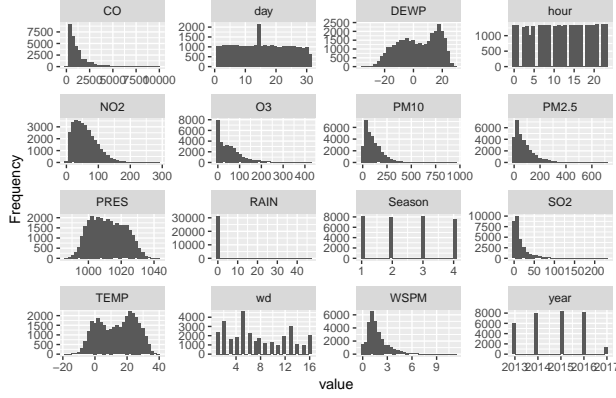 CO
day
DEWP
hour
7500
5000
2500
0
0 2500 5000 7500 10000
2000
1500
1000
500
0
0 10 20 30
2500
2000
1500
1000
500
0
-20 0 20
1000
500
0
0 5 10 15 20
NO2
O3
PM10
PM2.5
3000
2000
1000
0
0 100 200 300
8000
6000
4000
2000
0
0 100 200 300 400
6000
4000
2000
0
0 250 500 750 1000
6000
4000
2000
0
0 200 400 600
PRES
RAIN
Season
SO2
2000
1500
1000
500
0
1000 1020 1040
30000
20000
10000
0
0 10 20 30 40
8000
6000
4000
2000
0
1 2 3 4
10000
7500
5000
2500
0
0 50 100 150 200
TEMP
wd
WSPM
year
2000
1500
1000
500
0
-20 0 20 40
4000
3000
2000
1000
0
4 8 12 16
6000
4000
2000
0
0 3 6 9
8000
6000
4000
2000
0
2013 2014 2015 2016 2017
Frequency
value